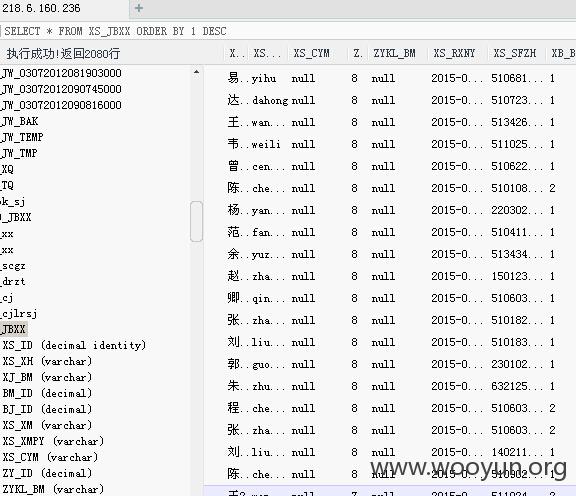 218.6.160.236
SELECT * FROM XS_JBXX ORDER BY 1 DESC
执行成功!返回2080行
X.. XS... XS_CYM Z. ZYKL_BM XS_RXNY XS_SFZH XB_B
_JW_03072012081903000
_JW_03072012090745000
_JW_03072012090816000
_JW_BAK
_JW_TEMP
_JW_TMP
_XQ
_TQ
ok_sj
_JBXX
_xx
_xx
_scgz
_drzt
_cj
_cjlrsj
_JBXX
XS_ID (decimal identity)
XS_XH (varchar)
XJ_BM (varchar)
BM_ID (decimal)
BJ_ID (decimal)
XS_XM (varchar)
XS_XMPY (varchar)
XS_CYM (varchar)
ZY_ID (decimal)
ZYKL_BM (varchar)
易.. yihu null 8 null 2015-0... 510681... 1
达.. dahong null 8 null 2015-0... 510723... 1
王.. wan... null 8 null 2015-0... 513426... 1
韦.. weili null 8 null 2015-0... 511025... 1
曾.. cen... null 8 null 2015-0... 510622... 1
陈.. che... null 8 null 2015-0... 510108... 2
杨.. yan... null 8 null 2015-0... 220302... 1
范.. fan... null 8 null 2015-0... 510411... 1
余.. yuz... null 8 null 2015-0... 513434... 1
赵.. zha... null 8 null 2015-0... 150123... 1
卿.. qin... null 8 null 2015-0... 510603... 1
张.. zha... null 8 null 2015-0... 510182... 1
刘.. liu... null 8 null 2015-0... 510183... 1
郭.. guo... null 8 null 2015-0... 230102... 1
朱.. zhu... null 8 null 2015-0... 632125... 1
程.. che... null 8 null 2015-0... 510603... 2
张.. zha... null 8 null 2015-0... 510603... 2
刘.. liu... null 8 null 2015-0... 140211... 1
陈.. che... null 8 null 2015-0... 510902... 1
www.wooyun.org